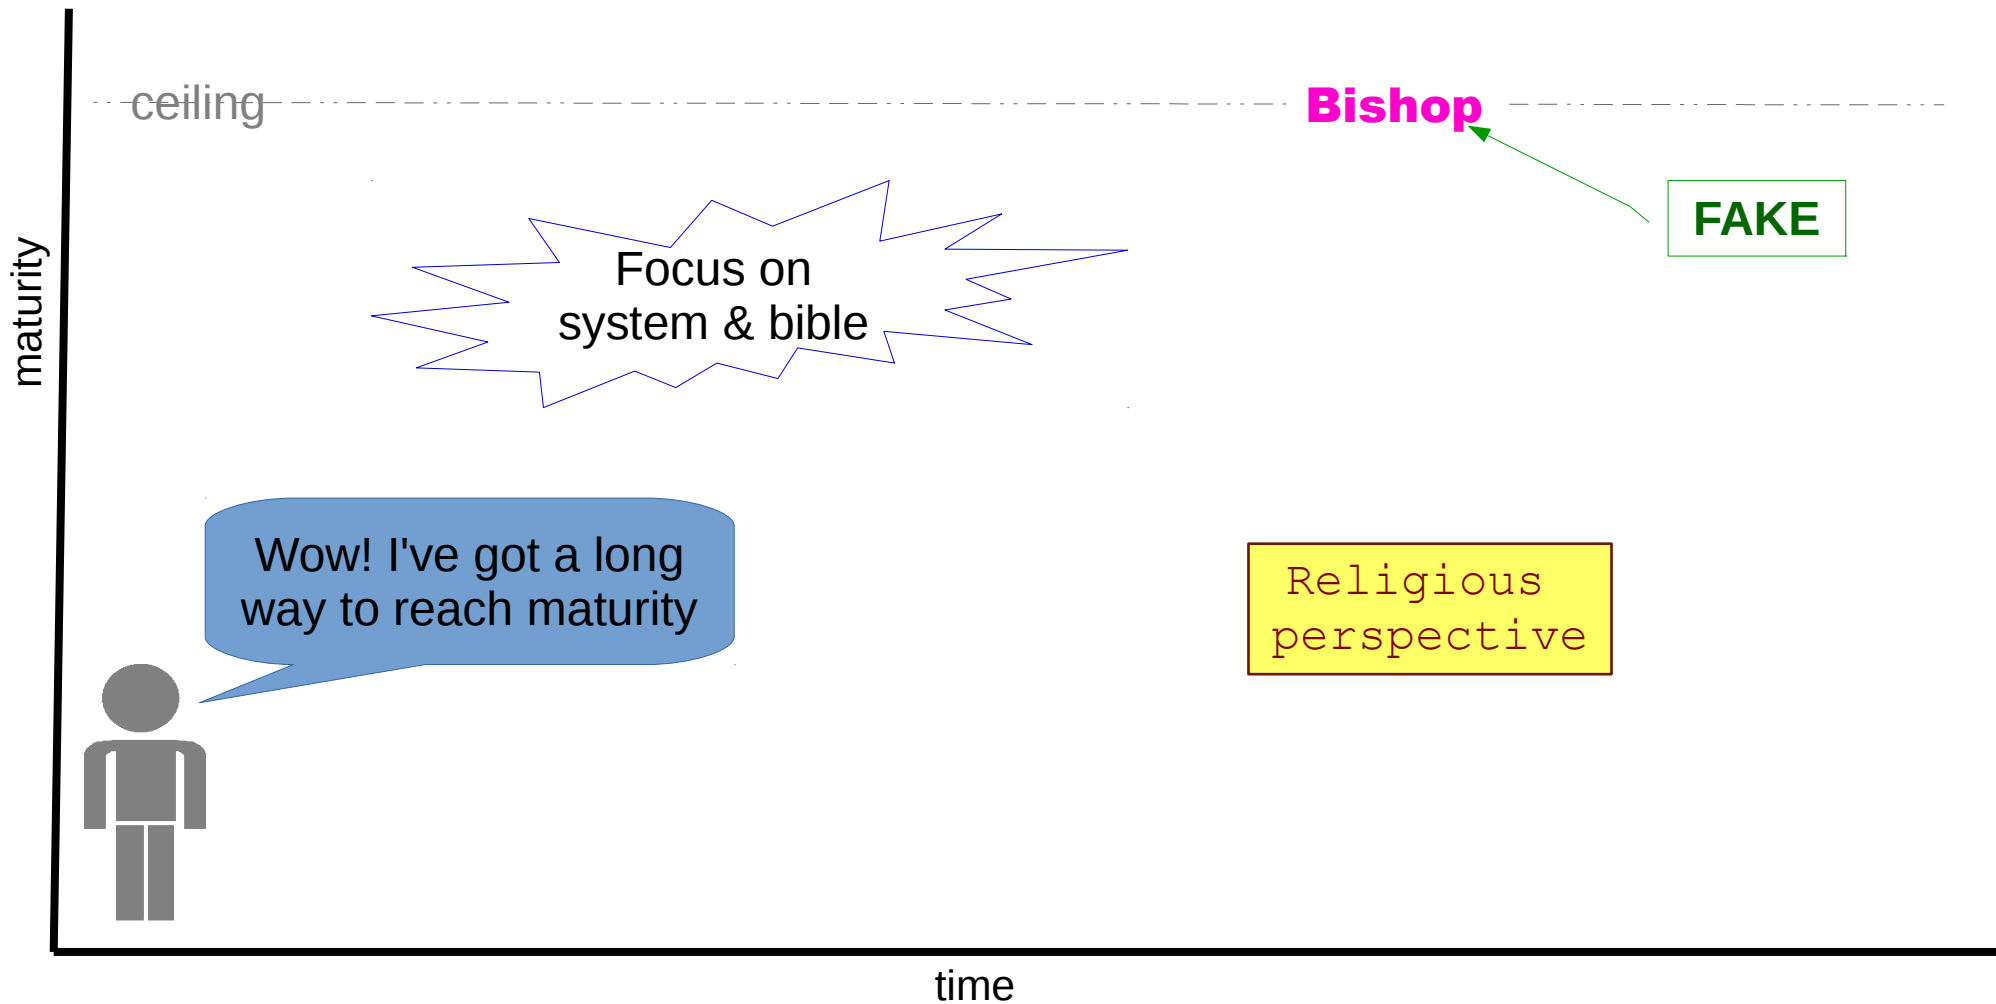 ceiling
Bishop
FAKE
maturity
Focus on
system & bible
Wow! I've got a long
way to reach maturity
Religious
perspective
time